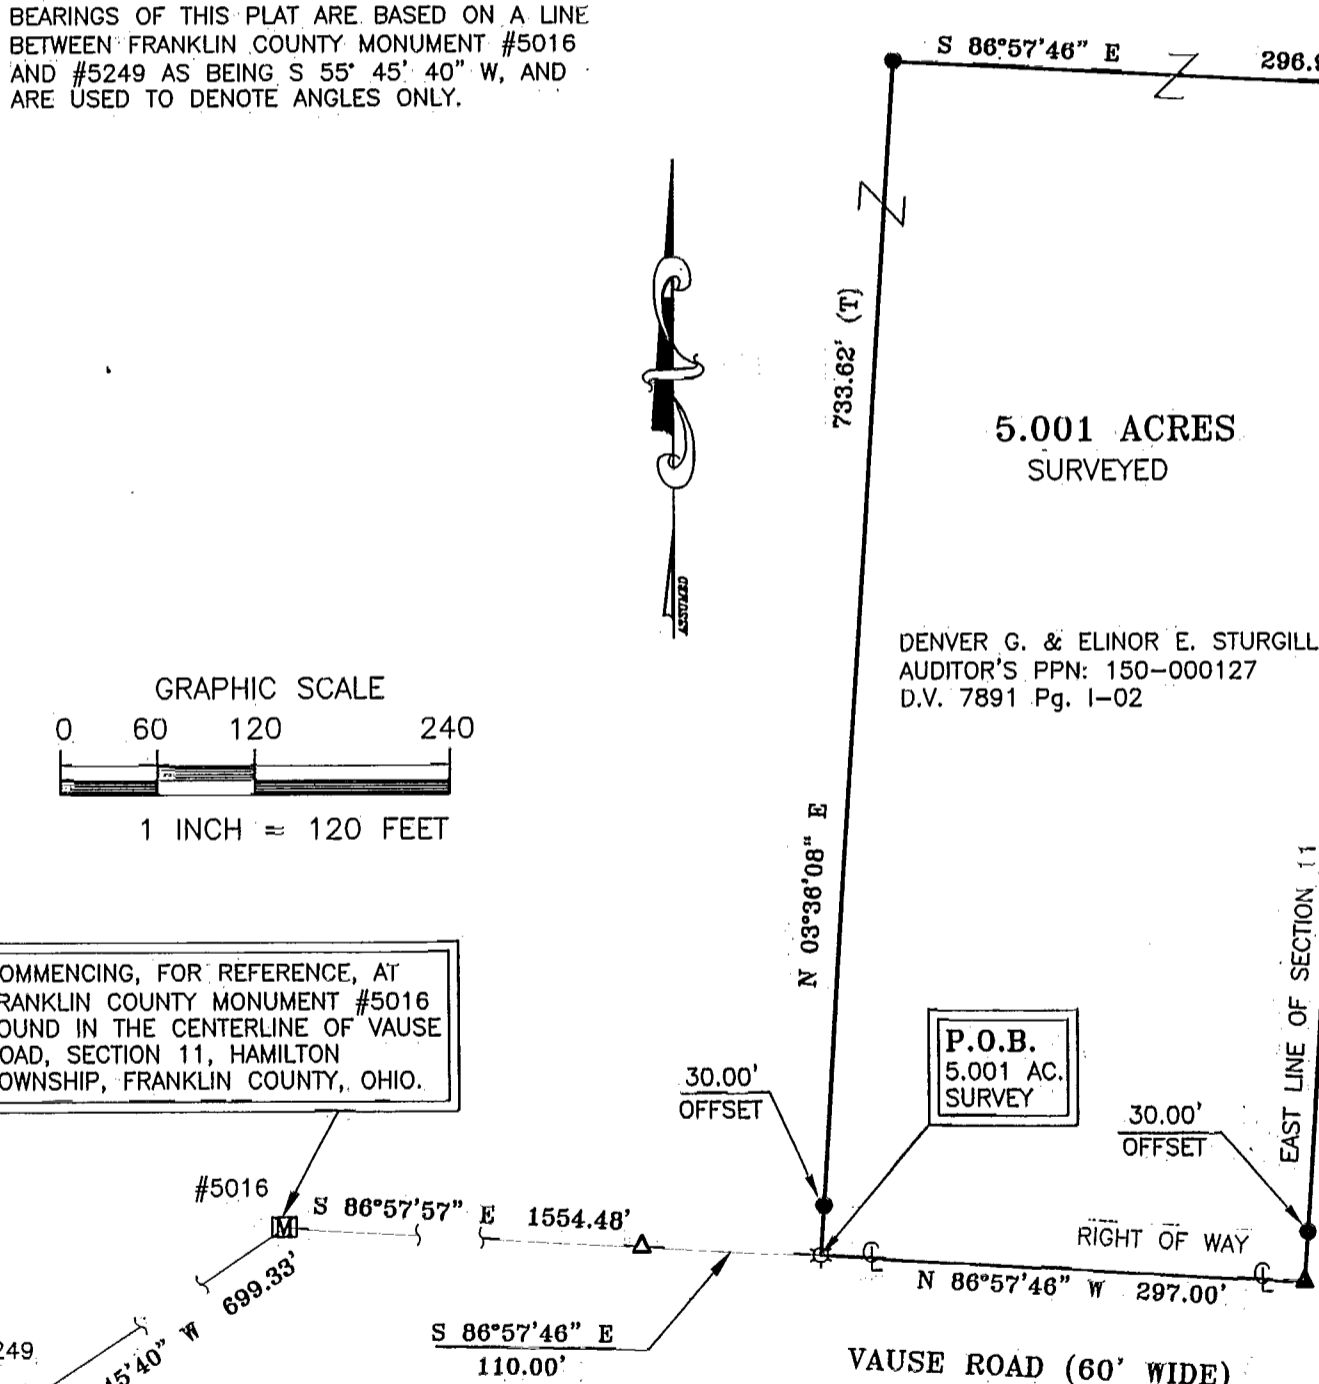 BEARINGS OF THIS PLAT ARE BASED ON A LINE
BETWEEN FRANKLIN COUNTY MONUMENT #5016
AND #5249 AS BEING S 55° 45' 40" W, AND
ARE USED TO DENOTE ANGLES ONLY.
S 86°57'46" E
296.9
733.62' (T)
N 03°36'08" E
5.001 ACRES
SURVEYED
ASSUMED
DENVER G. & ELINOR E. STURGILL
AUDITOR'S PPN: 150-000127
D.V. 7891 Pg. I-02
GRAPHIC SCALE
0 60 120 240
1 INCH = 120 FEET
OMMENCING, FOR REFERENCE, AT
RANKLIN COUNTY MONUMENT #5016
OUND IN THE CENTERLINE OF VAUSE
OAD, SECTION 11, HAMILTON
OWNSHIP, FRANKLIN COUNTY, OHIO.
P.O.B.
5.001 AC.
SURVEY
30.00'
OFFSET
30.00'
OFFSET
EAST LINE OF SECTION 11
#5016
M
S 86°57'57" E 1554.48'
RIGHT OF WAY
N 86°57'46" W 297.00'
699.33'
45'40" W
249
S 86°57'46" E
110.00'
VAUSE ROAD (60' WIDE)